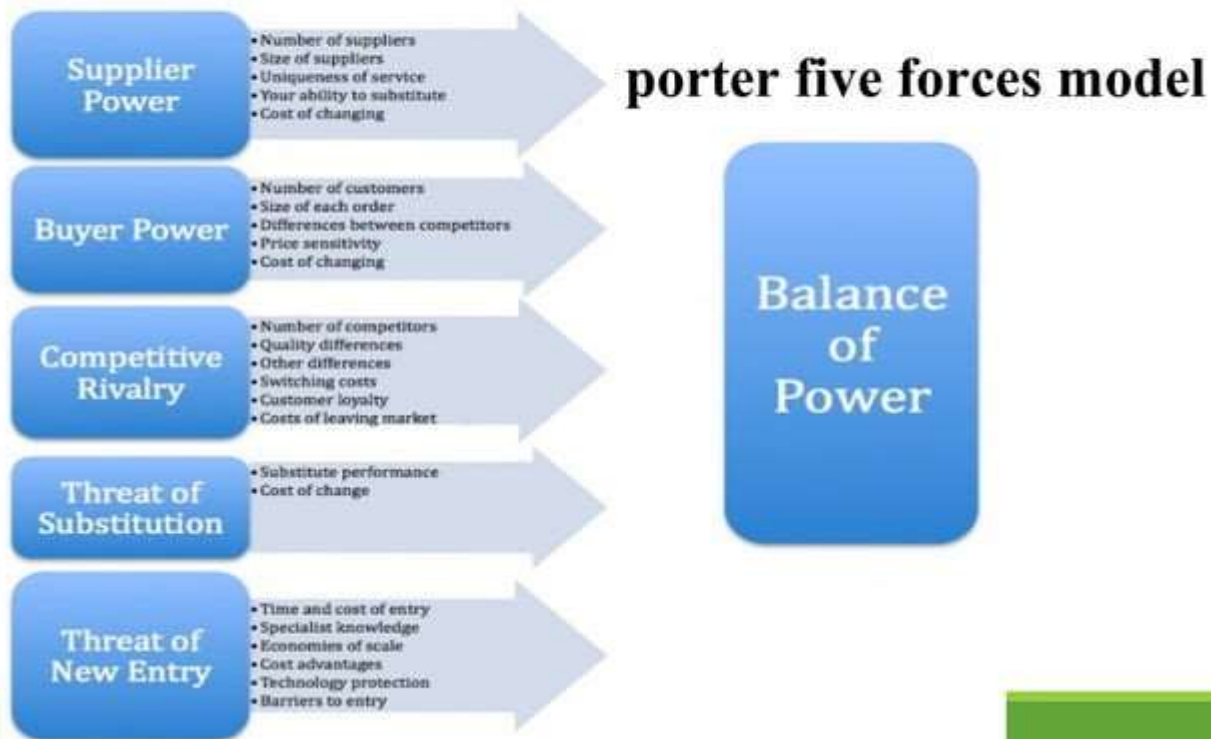 porter five forces model
Supplier
Power
•Number of suppliers
•Size of suppliers
•Uniqueness of service
•Your ability to substitute
•Cost of changing
Buyer Power
•Number of customers
•Size of each order
•Differences between competitors
•Price sensitivity
•Cost of changing
Competitive
Rivalry
•Number of competitors
•Quality differences
•Other differences
•Switching costs
•Customer loyalty
•Costs of leaving market
Threat of
Substitution
•Substitute performance
•Cost of change
Threat of
New Entry
•Time and cost of entry
•Specialist knowledge
•Economies of scale
•Cost advantages
•Technology protection
•Barriers to entry
Balance
of
Power